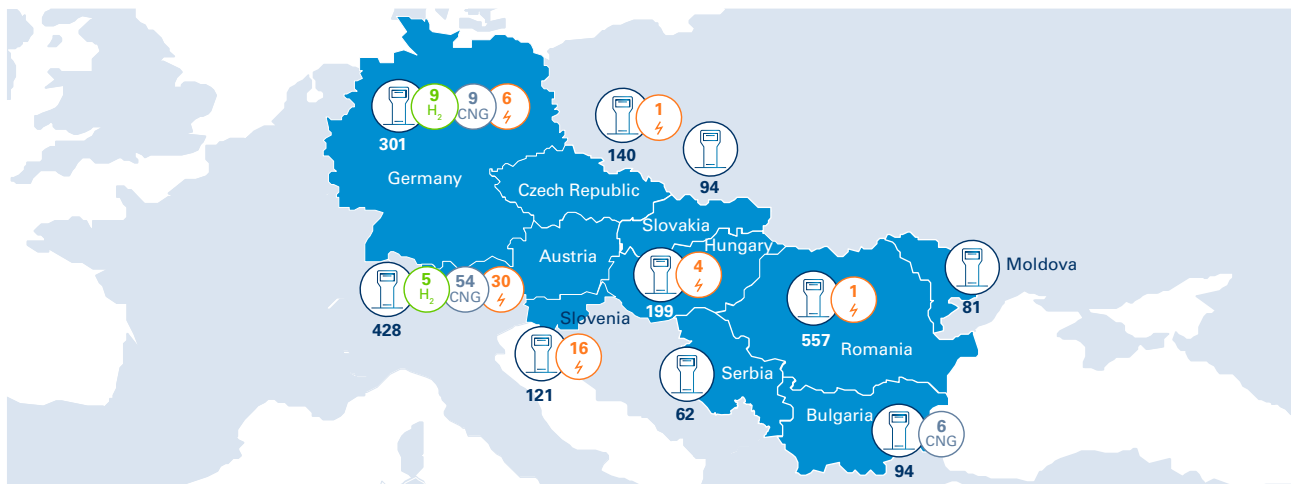 9
H₂
9
CNG
6
301
Germany
1
140
94
Czech Republic
Slovakia
Hungary
Austria
4
199
5
H₂
54
CNG
30
428
Slovenia
16
121
1
557
Romania
Moldova
81
Serbia
62
Bulgaria
6
CNG
94